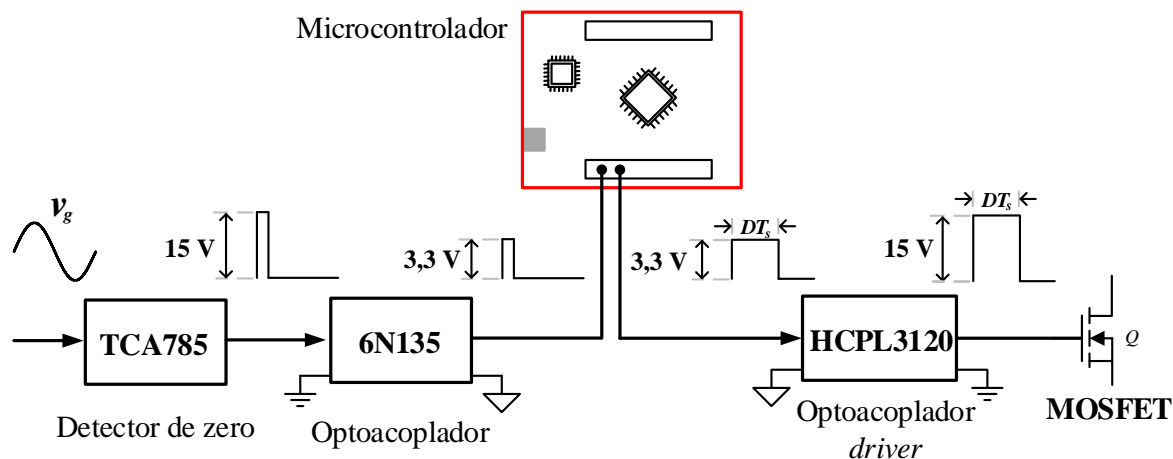 Microcontrolador
v_g
15 V
3,3 V
3,3 V
DT_s
15 V
DT_s
TCA785
6N135
HCPL3120
Q
MOSFET
Detector de zero
Optoacoplador
Optoacoplador
driver